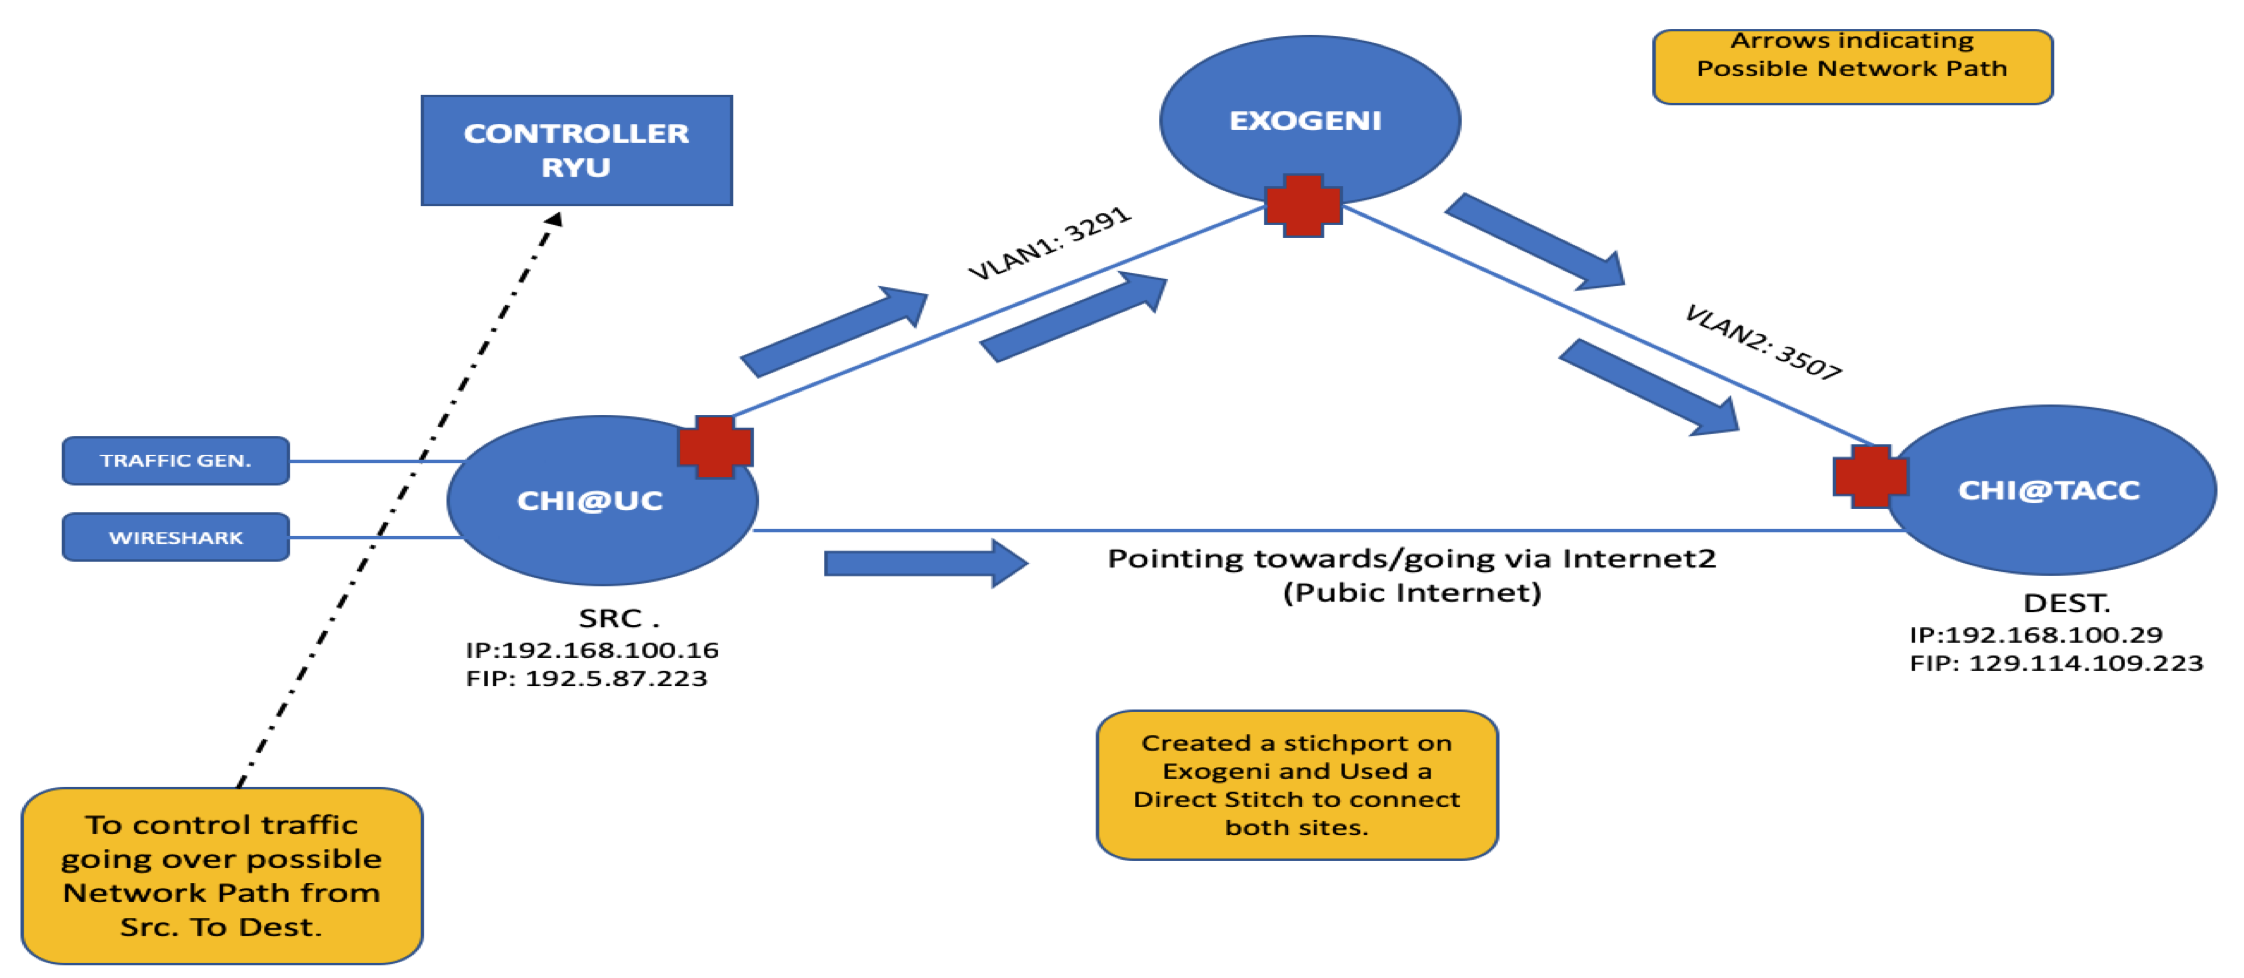 Arrows indicating
Possible Network Path
EXOGENI
CONTROLLER
RYU
VLAN1: 3291
VLAN2: 3507
TRAFFIC GEN.
WIRESHARK
CHI@UC
CHI@TACC
Pointing towards/going via Internet2
(Pubic Internet)
SRC .
IP:192.168.100.16
FIP: 192.5.87.223
DEST.
IP:192.168.100.29
FIP: 129.114.109.223
Created a stichport on
Exogeni and Used a
Direct Stitch to connect
both sites.
To control traffic
going over possible
Network Path from
Src. To Dest.